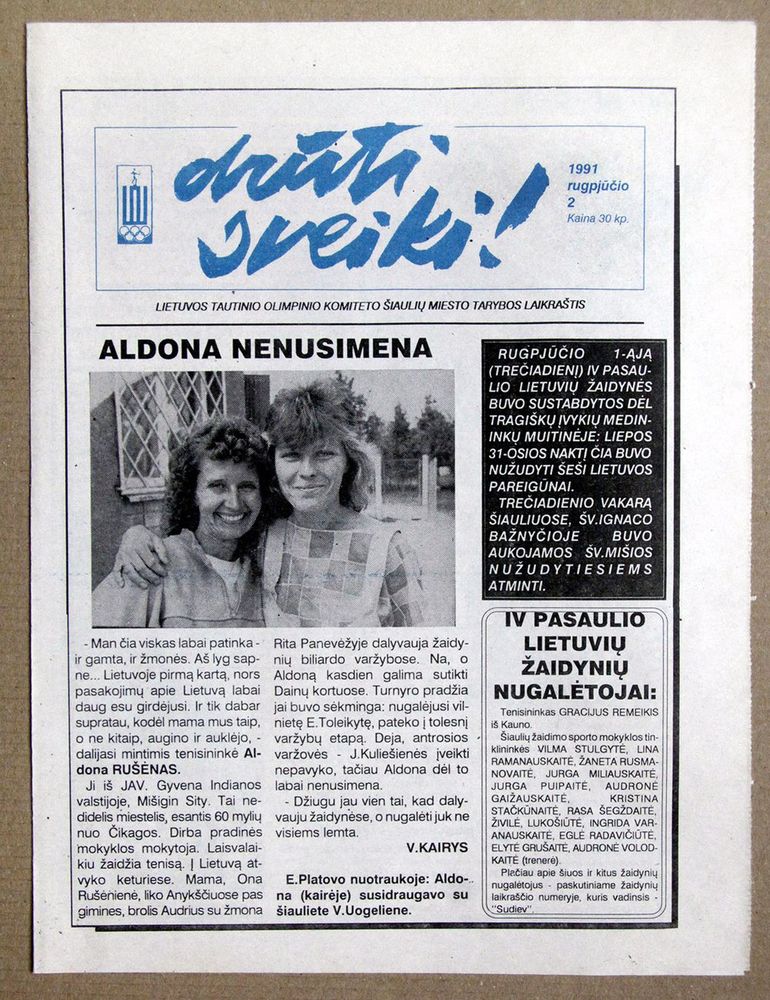 drūti
sveiki!
1991
rugpjūčio
2
Kaina 30 kp.
LIETUVOS TAUTINIO OLIMPINIO KOMITETO ŠIAULIŲ MIESTO TARYBOS LAIKRAŠTIS
ALDONA NENUSIMENA
- Man čia viskas labai patinka -
ir gamta, ir žmonės. Aš lyg sap-
ne... Lietuvoje pirmą kartą, nors
pasakojimų apie Lietuvą labai
daug esu girdėjusi. Ir tik dabar
supratau, kodėl mama mus taip,
o ne kitaip, augino ir auklėjo, -
dalijasi mintimis tenisininkė Al-
dona RUŠĖNAS.
Ji iš JAV. Gyvena Indianos
valstijoje, Mišigin Sity. Tai ne-
didelis miestelis, esantis 60 mylių
nuo Čikagos. Dirba pradinės
mokyklos mokytoja. Laisvalai-
kiu žaidžia tenisą. Į Lietuvą at-
vyko keturiese. Mama, Ona
Rušėnienė, liko Anykščiuose pas
gimines, brolis Audrius su žmona
Rita Panevėžyje dalyvauja žaidy-
nių biliardo varžybose. Na, o
Aldoną kasdien galima sutikti
Dainų kortuose. Turnyro pradžia
jai buvo sėkminga: nugalėjusi vil-
nietę E.Toleikytę, pateko į tolesnį
varžybų etapą. Deja, antrosios
varžovės - J.Kuliešienės įveikti
nepavyko, tačiau Aldona dėl to
labai nenusimena.
- Džiugu jau vien tai, kad daly-
vauju žaidynėse, o nugalėti juk ne
visiems lemta.
V.KAIRYS
E.Platovo nuotraukoje: Aldo-
na (kairėje) susidraugavo su
šiauliete V.Uogeliene.
RUGPJŪČIO 1-ĄJĄ
(TREČIADIENĮ) IV PASAU-
LIO LIETUVIŲ ŽAIDYNĖS
BUVO SUSTABDYTOS DĖL
TRAGIŠKŲ ĮVYKIŲ MEDIN-
INKŲ MUITINĖJE: LIEPOS
31-OSIOS NAKTĮ ČIA BUVO
NUŽUDYTI ŠEŠI LIETUVOS
PAREIGŪNAI.
TREČIADIENIO VAKARĄ
ŠIAULIUOSE, ŠV.IGNACO
BAŽNYČIOJE BUVO
AUKOJAMOS ŠV.MIŠIOS
NUŽUDYTIESIEMS
ATMINTI.
IV PASAULIO
LIETUVIŲ
ŽAIDYNIŲ
NUGALĖTOJAI:
Tenisininkas GRACIJUS REMEIKIS
iš Kauno.
Šiaulių žaidimo sporto mokyklos tin-
klininkės VILMA STULGYTĖ, LINA
RAMANAUSKAITĖ, ŽANETA RUSMA-
NOVAITĖ, JURGA MILIAUSKAITĖ,
JURGA PUIPAITĖ, AUDRONĖ
GAIŽAUSKAITĖ, KRISTINA
STAČKŪNAITĖ, RASA ŠEGŽDAITĖ,
ŽIVILĖ, LUKOŠIŪTĖ, INGRIDA VAR-
ANAUSKAITĖ, EGLĖ RADAVIČIŪTĖ,
ELYTĖ GRUŠAITĖ, AUDRONĖ VOLOD-
KAITĖ (trenerė).
Plačiau apie šiuos ir kitus žaidynių
nugalėtojus - paskutiniame žaidynių
laikraščio numeryje, kuris vadinsis -
"Sudiev".